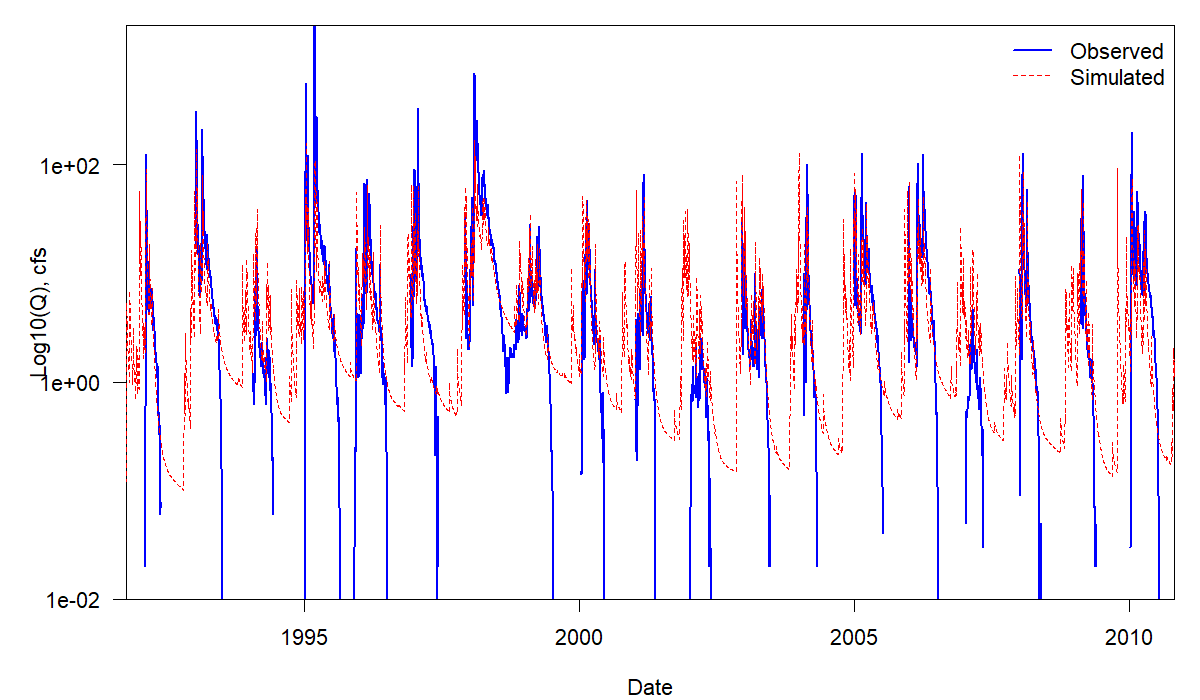 Observed
Simulated
1e+02
1e+00
1e-02
Log10(Q), cfs
1995
2000
2005
2010
Date